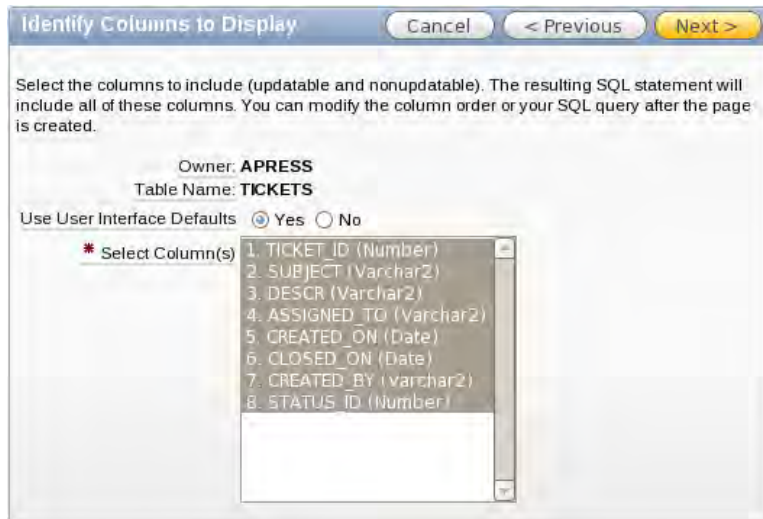 Identify Columns to Display
Cancel
< Previous
Next >
Select the columns to include (updatable and nonupdatable). The resulting SQL statement will
include all of these columns. You can modify the column order or your SQL query after the page
is created.
Owner: APRESS
Table Name: TICKETS
Use User Interface Defaults Yes No
* Select Column(s)
1. TICKET_ID (Number)
2. SUBJECT (Varchar2)
3. DESCR (Varchar2)
4. ASSIGNED_TO (Varchar2)
5. CREATED_ON (Date)
6. CLOSED_ON (Date)
7. CREATED_BY (Varchar2)
8. STATUS_ID (Number)